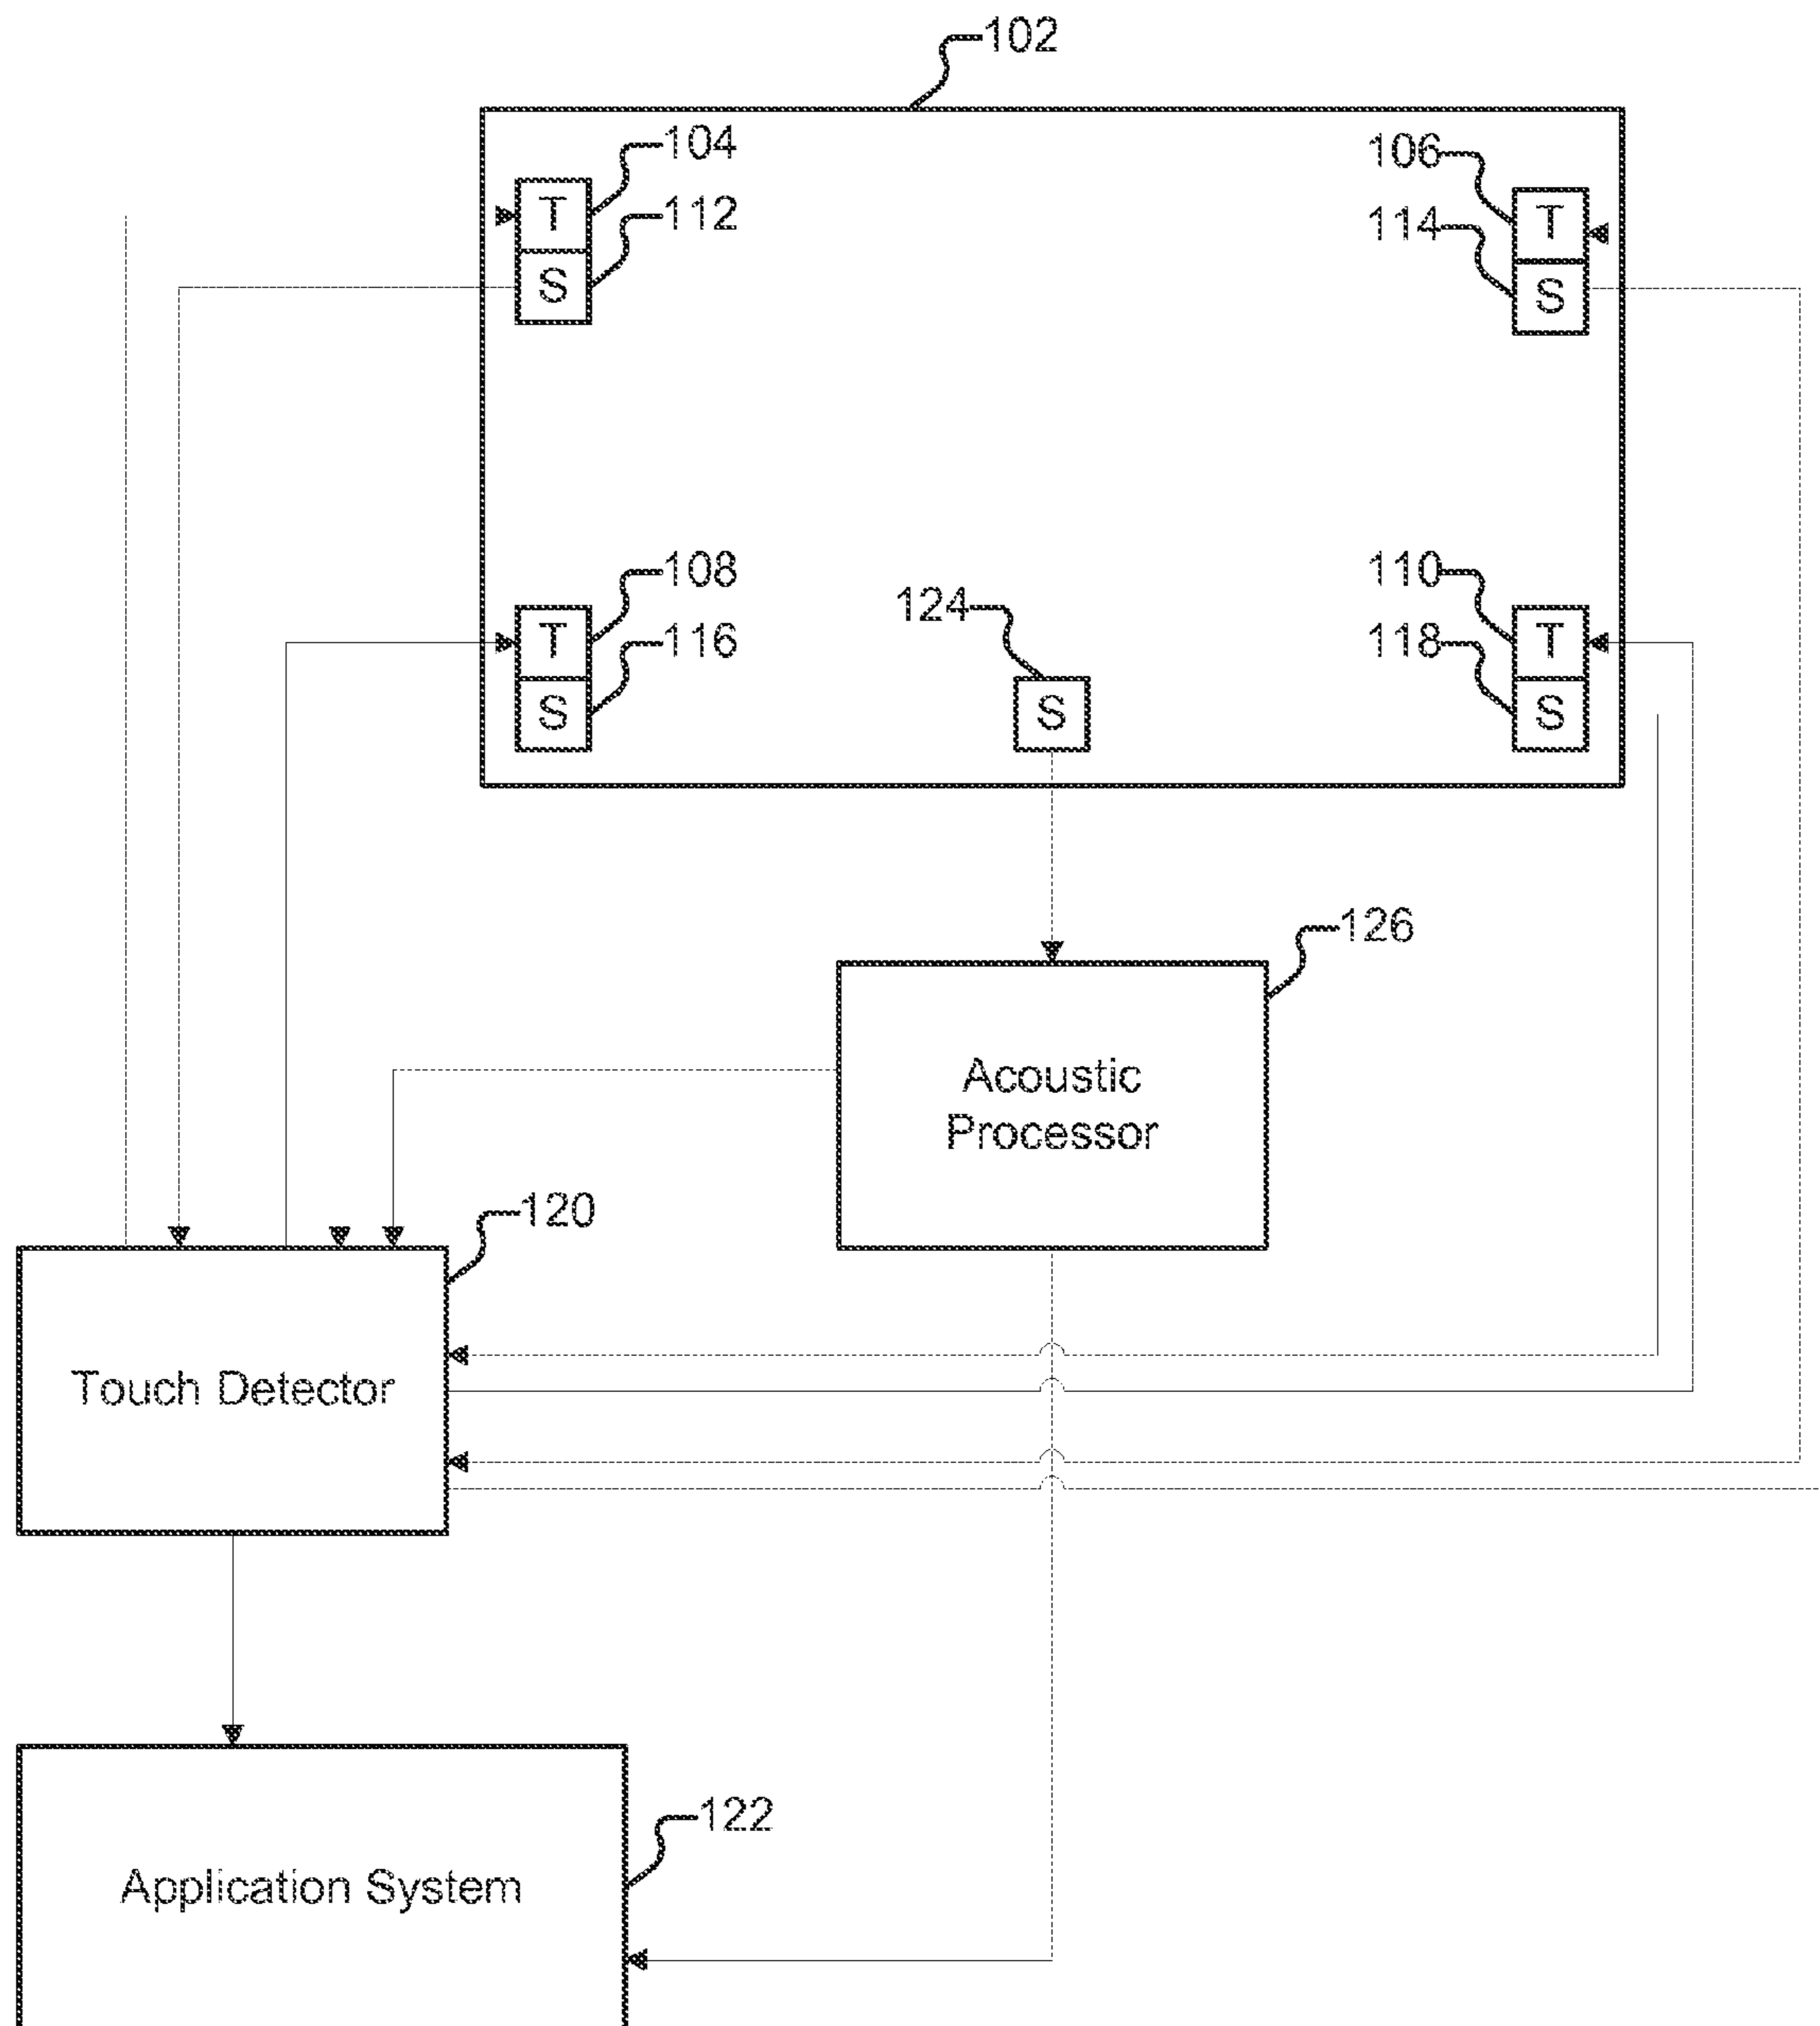 102
104
106
112
114
T
T
S
S
108
110
124
116
118
T
T
S
S
S
126
Acoustic
Processor
120
Touch Detector
122
Application System